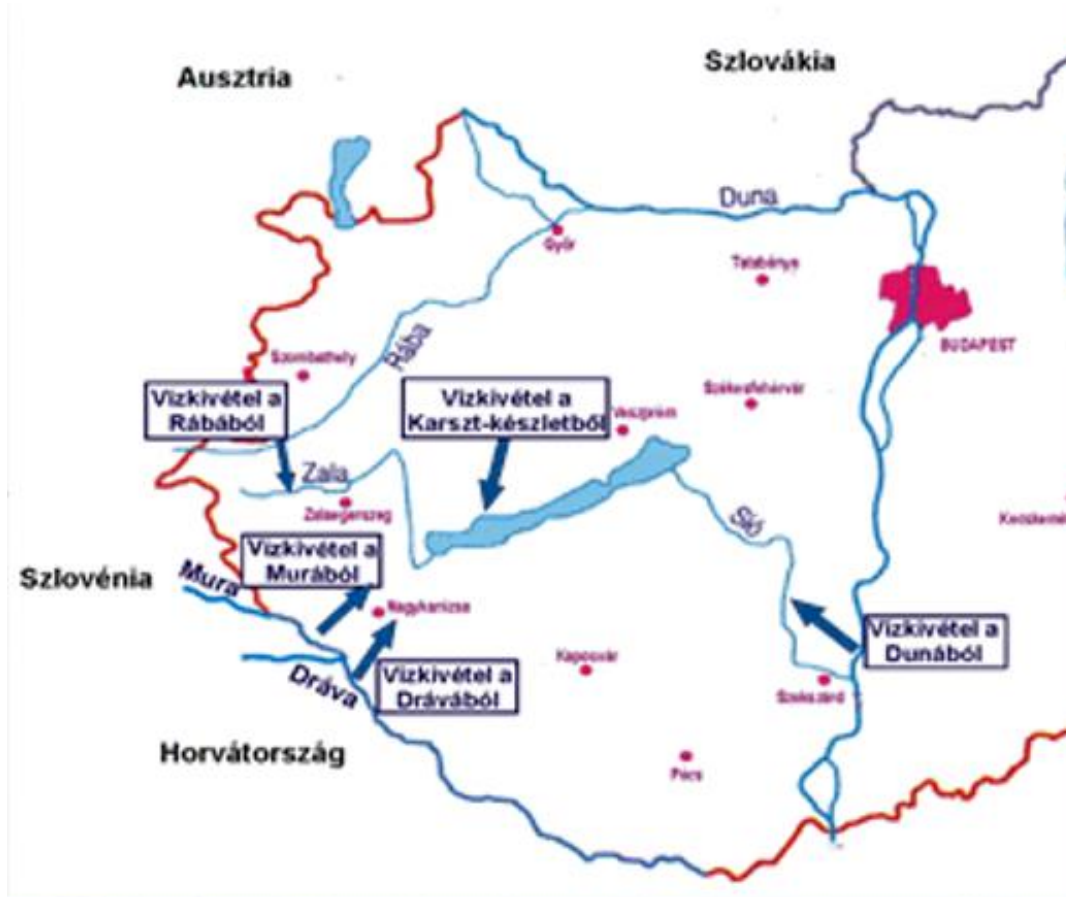 Szlovákia
Ausztria
Duna
Győr
Tatabánya
Rába
BUDAPEST
Szombathely
Vízkivétel a
Rábából
Vízkivétel a
Karszt-készletből
Székesfehérvár
Veszprém
Zala
Zalaegerszeg
Sió
Kecskemé
Vízkivétel a
Murából
Szlovénia
Mura
Nagykanizsa
Vízkivétel a
Dunából
Kaposvár
Dráva
Vízkivétel a
Drávából
Szekszárd
Horvátország
Pécs